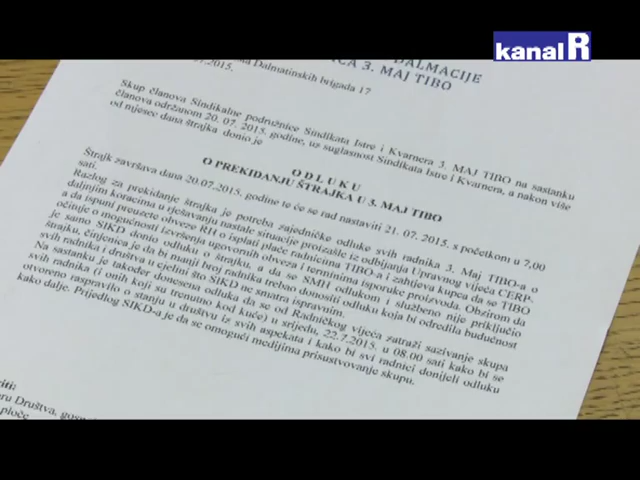 kanal R
DALMACIJE
3. MAJ TIBO
Dalmatinskih brigada 17
.2015.
Skup članova Sindikalne podružnice Sindikata Istre i Kvarnera 3. MAJ TIBO na sastanku
članova održanom 20. 07. 2015. godine, uz suglasnost Sindikata Istre i Kvarnera, a nakon više
od mjesec dana štrajka donio je
O D L U K U
O PREKIDANJU ŠTRAJKA U 3. MAJ TIBO
Štrajk završava dana 20.07.2015. godine te će se rad nastaviti 21. 07. 2015. s početkom u 7,00
sati.
Razlog za prekidanje štrajka je potreba zajedničke odluke svih radnika 3. Maj TIBO-a o
daljnjim koracima u rješavanju nastale situacije proizašle iz odbijanja Upravnog vijeća CERP-
a da ispuni preuzete obveze RH o isplati plaće radnicima TIBO-a i zahtjeva kupca da se TIBO
očituje o mogućnosti izvršenja ugovornih obveza i terminima isporuke proizvoda. Obzirom da
je samo SIKD donio odluku o štrajku, a da se SMH odlukom i službeno nije priključio
štrajku, činjenica je da bi manji broj radnika trebao donositi odluku koja bi odredila budućnost
svih radnika i društva u cjelini što ŠIKD ne smatra ispravnim.
Na sastanku je također donesena odluka da se od Radničkog vijeća zatraži sazivanje skupa
svih radnika (i onih koji su trenutno kod kuće) u srijedu, 22.7.2015. u 08.00 sati kako bi se
otvoreno raspravilo o stanju u društvu iz svih aspekata i kako bi svi radnici donijeli odluku
kako dalje. Prijedlog SIKD-a je da se omogući medijima prisustvovanje skupu.
iti:
ru Društva, gosp
ploče